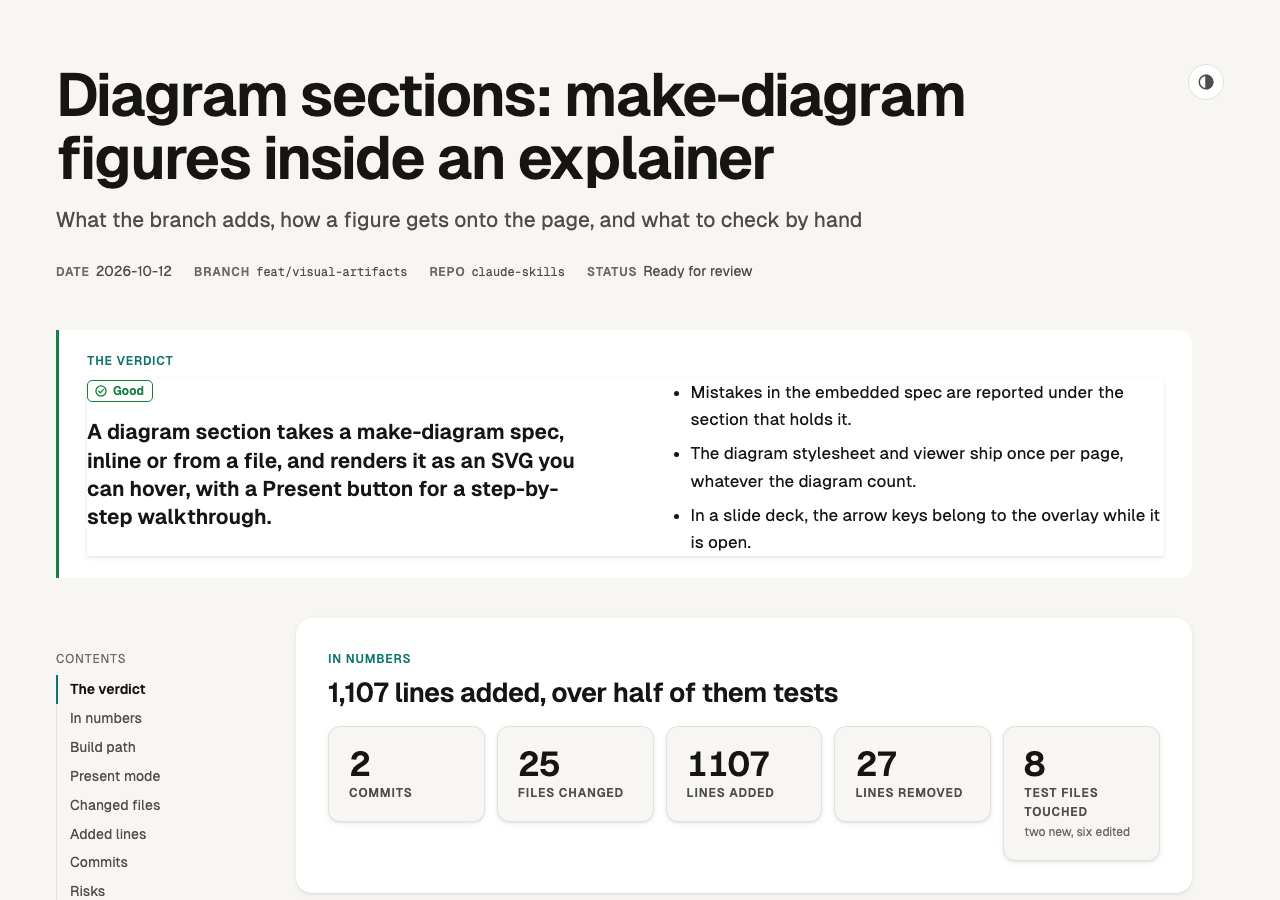 Diagram sections: make-diagram
figures inside an explainer
What the branch adds, how a figure gets onto the page, and what to check by hand
DATE 2026-10-12 BRANCH feat/visual-artifacts REPO claude-skills STATUS Ready for review
THE VERDICT
Good
A diagram section takes a make-diagram spec,
inline or from a file, and renders it as an SVG you
can hover, with a Present button for a step-by-
step walkthrough.
• Mistakes in the embedded spec are reported under the
section that holds it.
• The diagram stylesheet and viewer ship once per page,
whatever the diagram count.
• In a slide deck, the arrow keys belong to the overlay while it
is open.
CONTENTS
The verdict
In numbers
Build path
Present mode
Changed files
Added lines
Commits
Risks
IN NUMBERS
1,107 lines added, over half of them tests
2
COMMITS
25
FILES CHANGED
1107
LINES ADDED
27
LINES REMOVED
8
TEST FILES
TOUCHED
two new, six edited